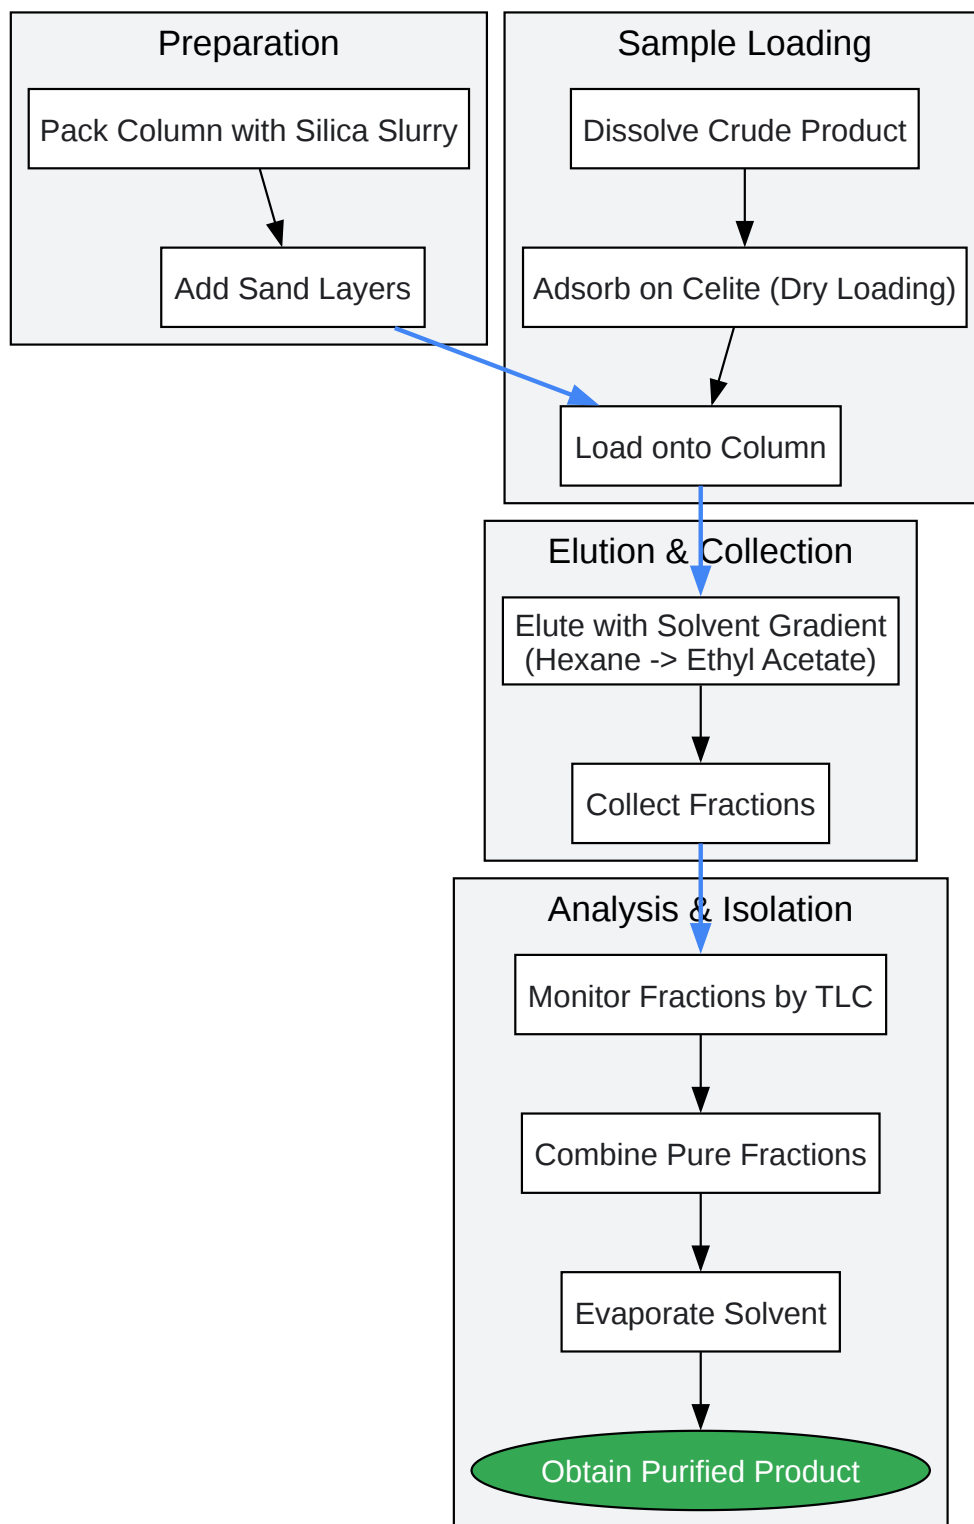 Preparation
Pack Column with Silica Slurry
Add Sand Layers
Sample Loading
Dissolve Crude Product
Adsorb on Celite (Dry Loading)
Load onto Column
Elution & Collection
Elute with Solvent Gradient
(Hexane -> Ethyl Acetate)
Collect Fractions
Analysis & Isolation
Monitor Fractions by TLC
Combine Pure Fractions
Evaporate Solvent
Obtain Purified Product